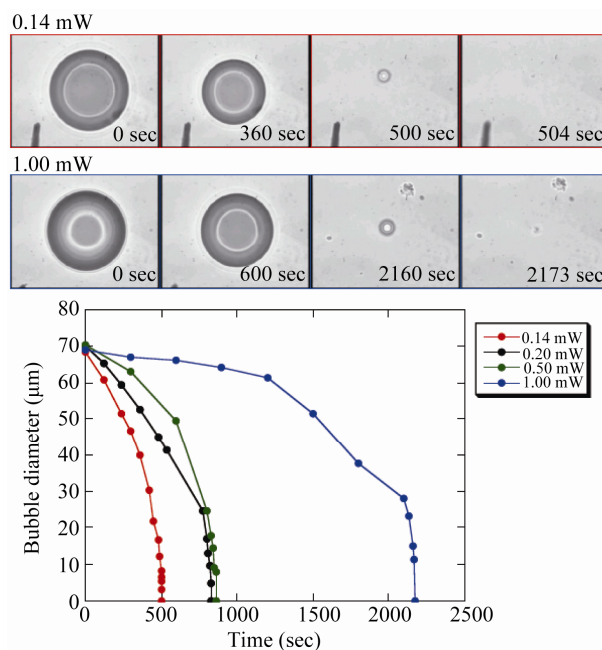 0.14 mW
0 sec
360 sec
500 sec
504 sec
1.00 mW
0 sec
600 sec
2160 sec
2173 sec
80
70
60
50
40
30
20
10
0
Bubble diameter (μm)
0
500
1000
1500
2000
2500
Time (sec)
0.14 mW
0.20 mW
0.50 mW
1.00 mW